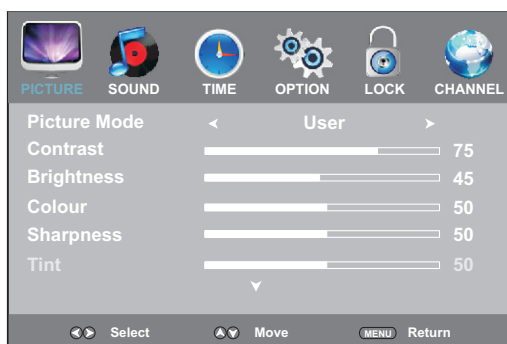 PICTURE SOUND TIME OPTION LOCK CHANNEL
Picture Mode User
Contrast 75
Brightness 45
Colour 50
Sharpness 50
Tint 50
Select Move MENU Return